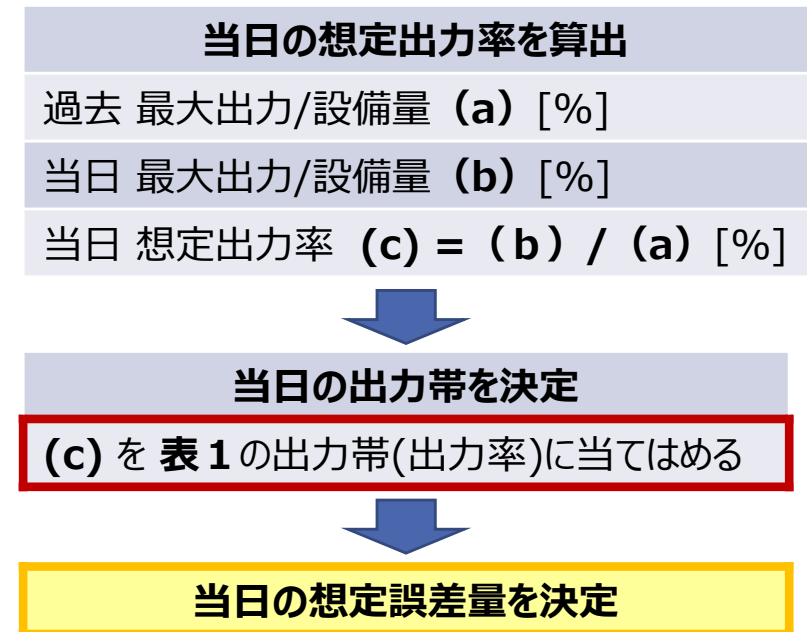 当日の想定出力率を算出
過去 最大出力/設備量（a）[%]
当日 最大出力/設備量（b）[%]
当日 想定出力率 (c) =（b）/（a）[%]
当日の出力帯を決定
(c) を 表１の出力帯(出力率)に当てはめる
当日の想定誤差量を決定